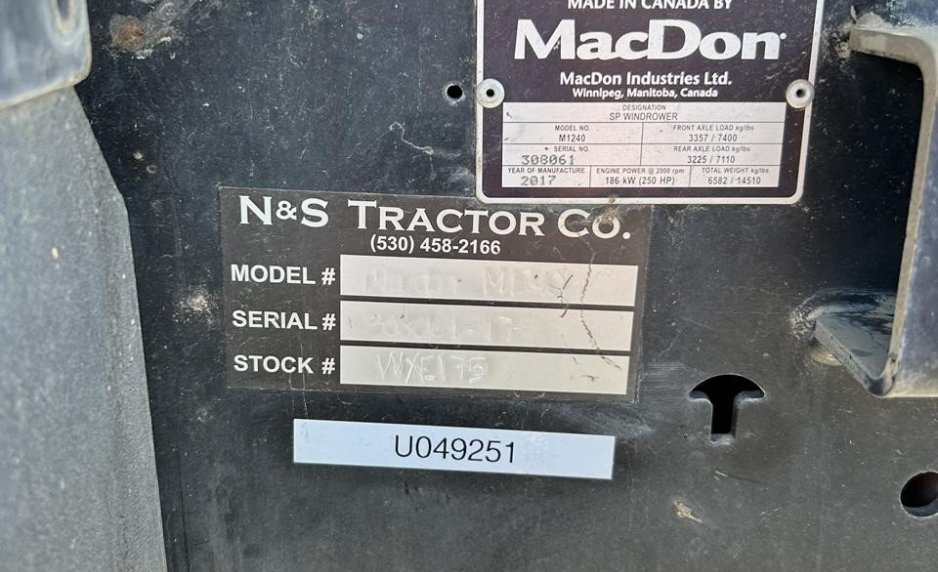 MADE IN CANADA BY
MacDon
MacDon Industries Ltd.
Winnipeg, Manitoba, Canada
DESIGNATION
SP WINDROWER
MODEL NO. FRONT AXLE LOAD kg/lbs
M1240 3357 / 7400
SERIAL NO. REAR AXLE LOAD kg/lbs
308061 3225 / 7110
YEAR OF MANUFACTURE ENGINE POWER @ 2000 rpm TOTAL WEIGHT kg/lbs
2017 186 kW (250 HP) 6582 / 14510
N&S TRACTOR CO.
(530) 458-2166
MODEL #
SERIAL #
STOCK # WXE175
U049251